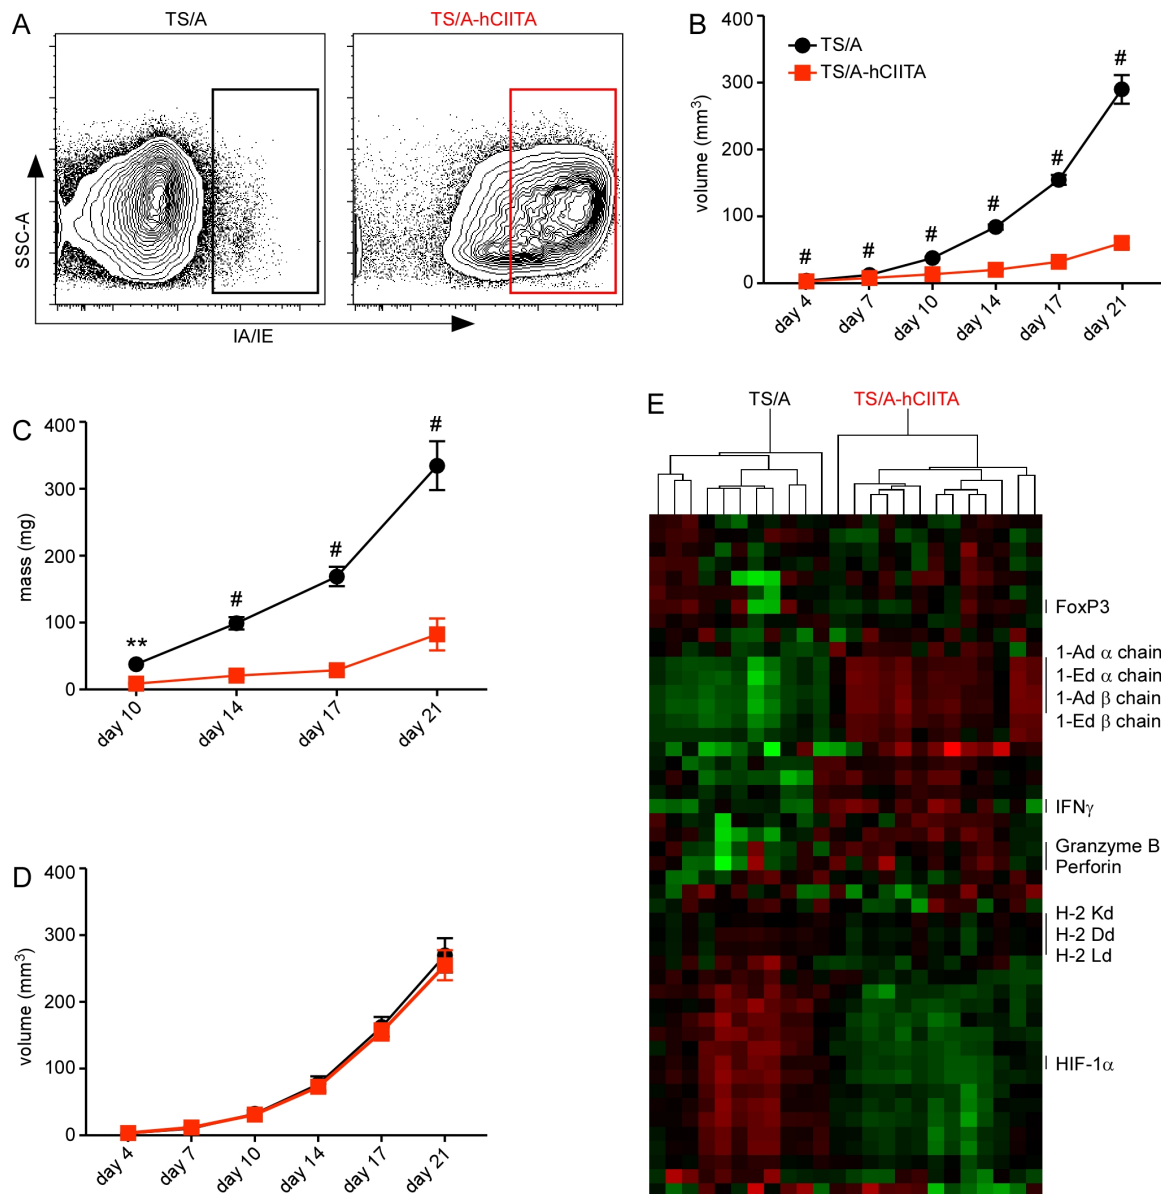 A
TS/A
TS/A-hCIITA
SSC-A
IA/IE
B
400
300
200
100
0
volume (mm³)
TS/A
TS/A-hCIITA
#
#
#
#
#
#
day 4
day 7
day 10
day 14
day 17
day 21
C
400
300
200
100
0
mass (mg)
**
#
#
#
day 10
day 14
day 17
day 21
D
400
300
200
100
0
volume (mm³)
day 4
day 7
day 10
day 14
day 17
day 21
E
TS/A
TS/A-hCIITA
FoxP3
1-Ad α chain
1-Ed α chain
1-Ad β chain
1-Ed β chain
IFNγ
Granzyme B
Perforin
H-2 Kd
H-2 Dd
H-2 Ld
HIF-1α